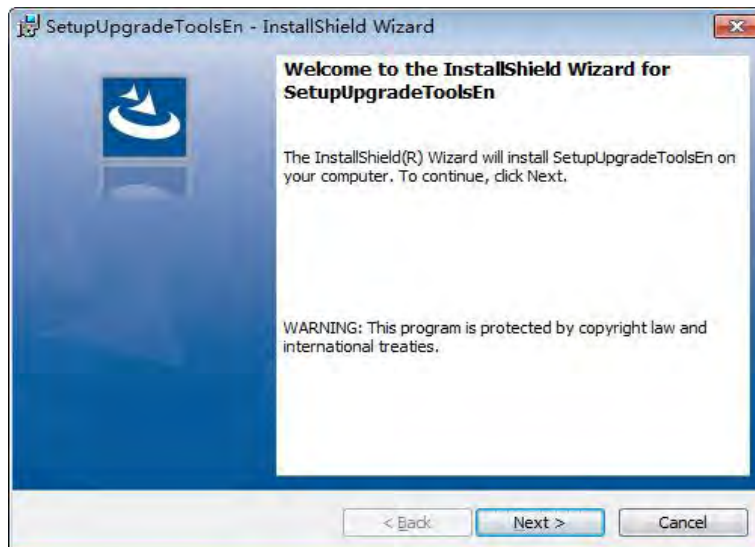 SetupUpgradeToolsEn - InstallShield Wizard
Welcome to the InstallShield Wizard for
SetupUpgradeToolsEn
The InstallShield(R) Wizard will install SetupUpgradeToolsEn on
your computer. To continue, click Next.
WARNING: This program is protected by copyright law and
international treaties.
< Back
Next >
Cancel